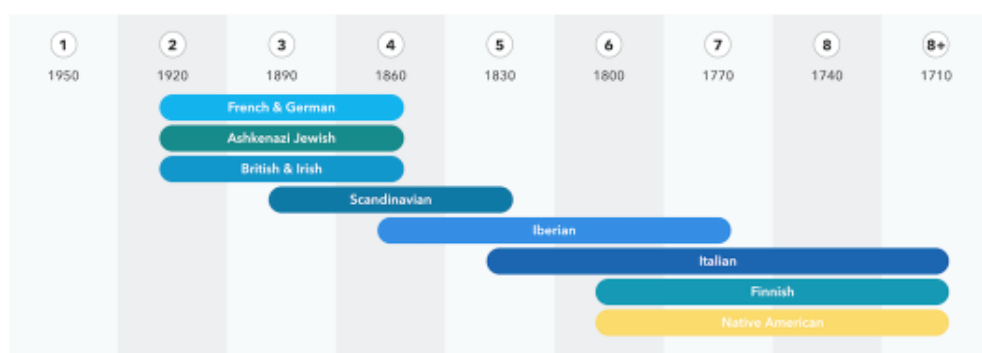 1 2 3 4 5 6 7 8 8+
1950 1920 1890 1860 1830 1800 1770 1740 1710
French & German
Ashkenazi Jewish
British & Irish
Scandinavian
Iberian
Italian
Finnish
Native American